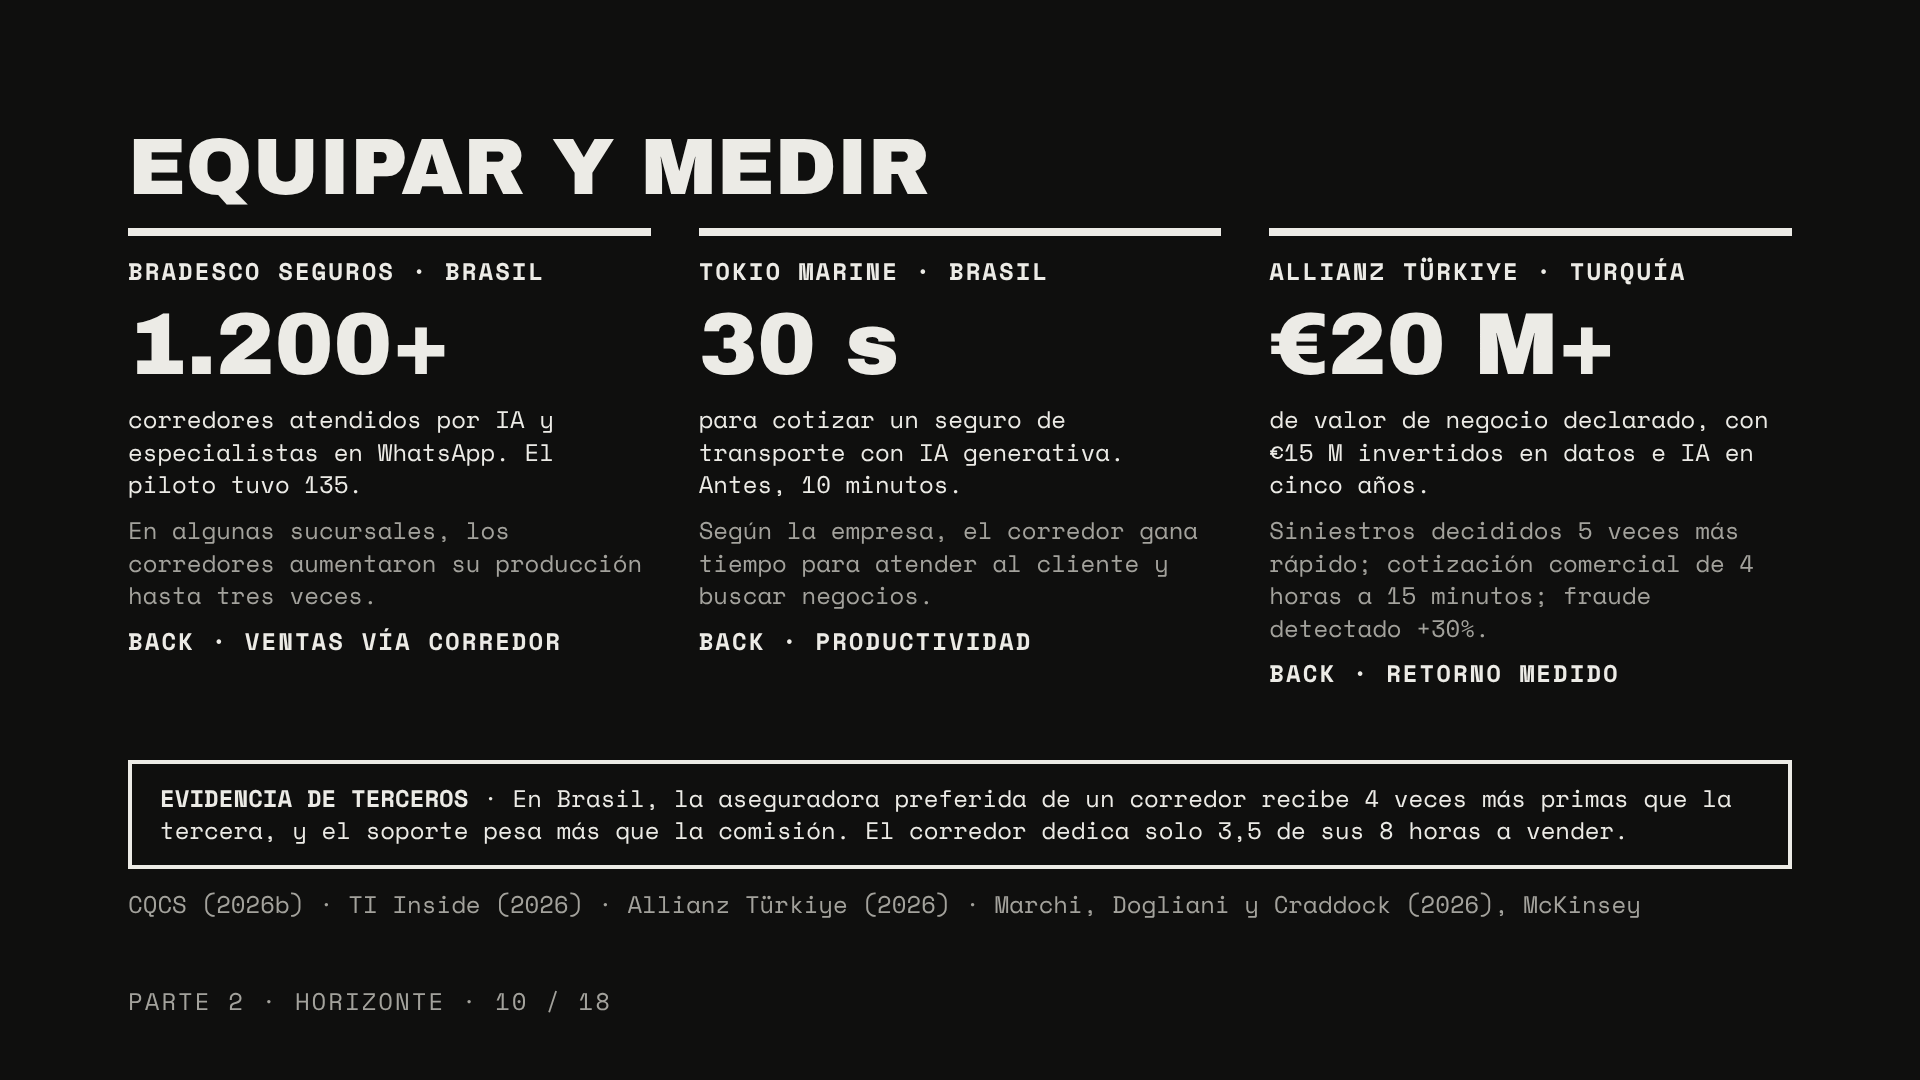 EQUIPAR Y MEDIR
BRADESCO SEGUROS · BRASIL
1.200+
corredores atendidos por IA y
especialistas en WhatsApp. El
piloto tuvo 135.
En algunas sucursales, los
corredores aumentaron su producción
hasta tres veces.
BACK · VENTAS VÍA CORREDOR
TOKIO MARINE · BRASIL
30 s
para cotizar un seguro de
transporte con IA generativa.
Antes, 10 minutos.
Según la empresa, el corredor gana
tiempo para atender al cliente y
buscar negocios.
BACK · PRODUCTIVIDAD
ALLIANZ TÜRKIYE · TURQUÍA
€20 M+
de valor de negocio declarado, con
€15 M invertidos en datos e IA en
cinco años.
Siniestros decididos 5 veces más
rápido; cotización comercial de 4
horas a 15 minutos; fraude
detectado +30%.
BACK · RETORNO MEDIDO
EVIDENCIA DE TERCEROS · En Brasil, la aseguradora preferida de un corredor recibe 4 veces más primas que la
tercera, y el soporte pesa más que la comisión. El corredor dedica solo 3,5 de sus 8 horas a vender.
CQCS (2026b) · TI Inside (2026) · Allianz Türkiye (2026) · Marchi, Dogliani y Craddock (2026), McKinsey
PARTE 2 · HORIZONTE · 10 / 18